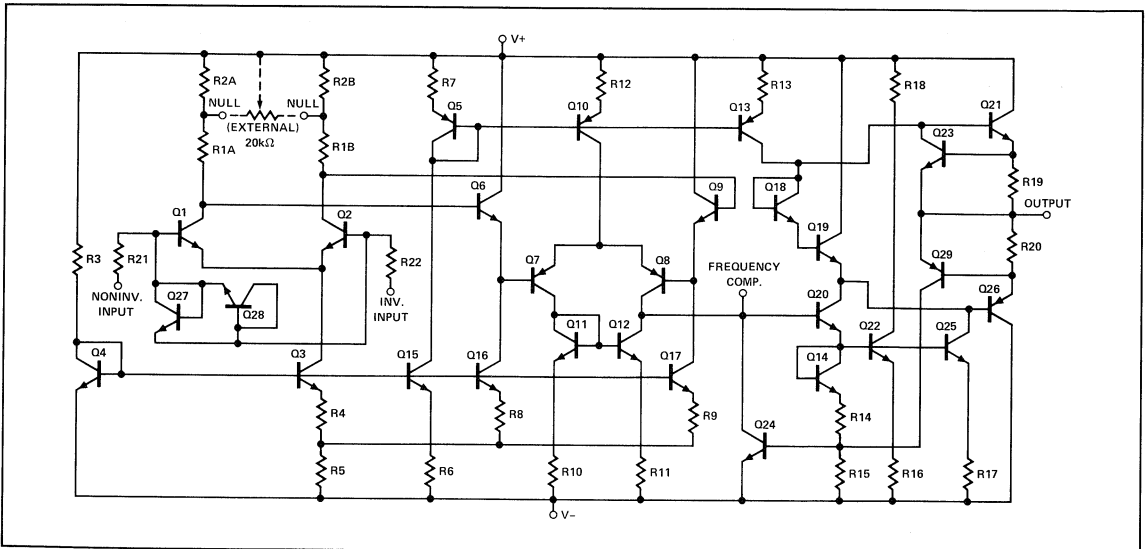 V+
R2A
R2B
R7
R12
R13
R18
Q5
Q10
Q13
Q21
NULL
NULL
(EXTERNAL)
20kΩ
Q23
R1A
R1B
R19
Q6
Q9
Q18
OUTPUT
Q1
Q2
Q19
R20
R3
R21
R22
Q7
Q8
FREQUENCY
COMP.
Q29
NONINV.
INPUT
Q27
Q28
INV.
INPUT
Q26
Q20
Q11
Q12
Q22
Q25
Q4
Q3
Q15
Q16
Q17
Q14
R4
R8
R9
R14
Q24
R5
R6
R10
R11
R15
R16
R17
V−